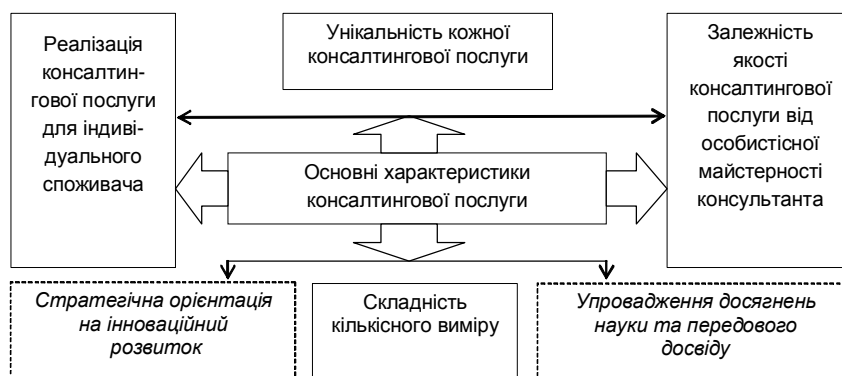 Реалізація
консалтин-
гової послуги
для індиві-
дуального
споживача
Унікальність кожної
консалтингової послуги
Залежність
якості
консалтингової
послуги від
особистісної
майстерності
консультанта
Основні характеристики
консалтингової послуги
Стратегічна орієнтація
на інноваційний
розвиток
Складність
кількісного виміру
Упровадження досягнень
науки та передового
досвіду